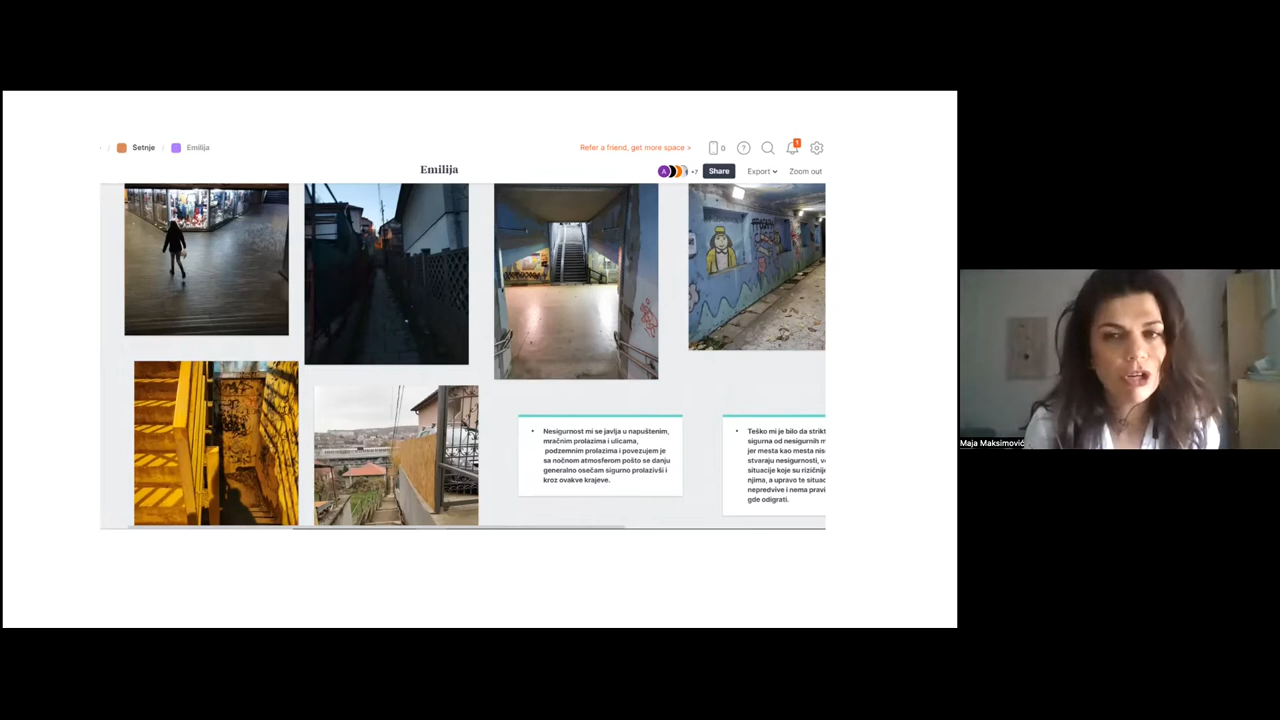 / Šetnje / Emilija
Refer a friend, get more space >
0
?
1
Emilija
A
+7
Share
Export
Zoom out
• Nesigurnost mi se javlja u napuštenim,
mračnim prolazima i ulicama,
podzemnim prolazima i povezujem je
sa noćnom atmosferom pošto se danju
generalno osećam sigurno prolazivši i
kroz ovakve krajeve.
• Teško mi je bilo da strikt
sigurna od nesigurnih m
jer mesta kao mesta nis
stvaraju nesigurnosti, v
situacije koje su rizičnije
njima, a upravo te situac
nepredvive i nema pravi
gde odigrati.
Maja Maksimović